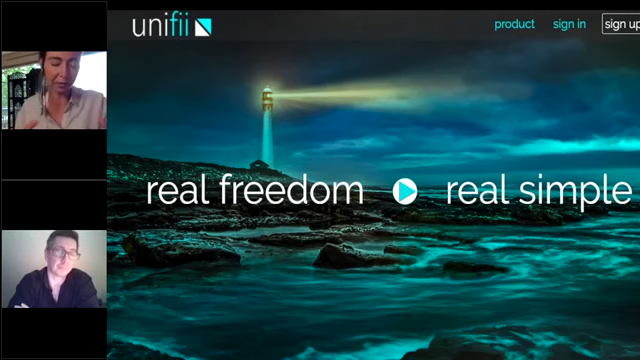 unifii
product sign in sign up
real freedom real simple